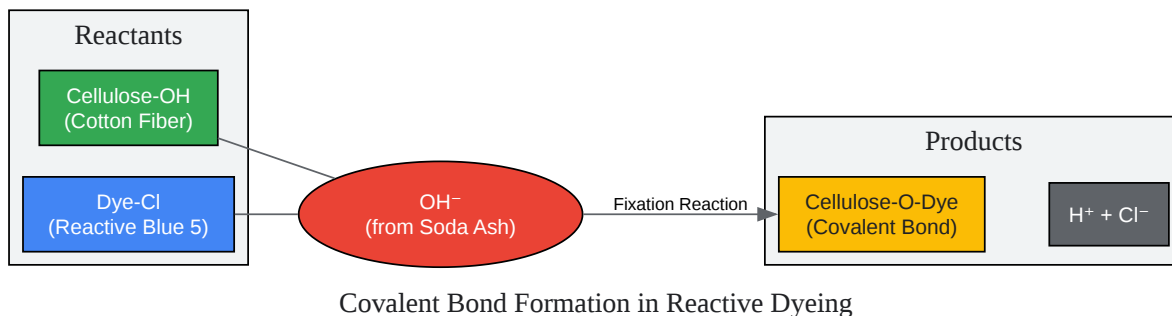 Reactants
Cellulose-OH
(Cotton Fiber)
Dye-Cl
(Reactive Blue 5)
OH⁻
(from Soda Ash)
Fixation Reaction
Products
Cellulose-O-Dye
(Covalent Bond)
H⁺ + Cl⁻
Covalent Bond Formation in Reactive Dyeing